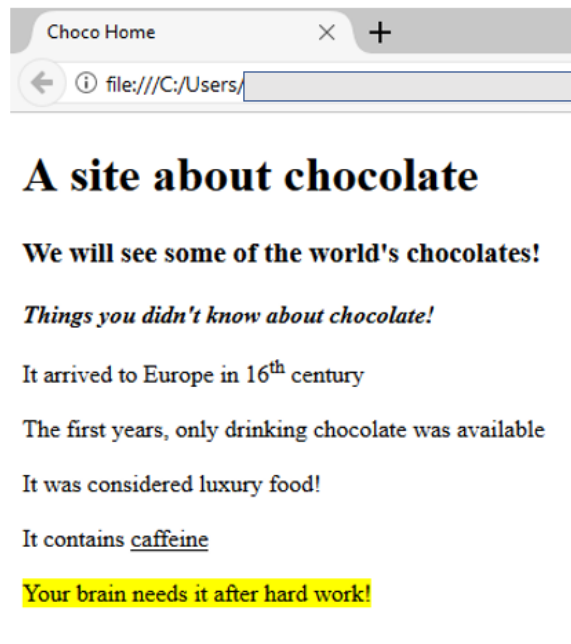 Choco Home
file:///C:/Users/
A site about chocolate
We will see some of the world's chocolates!
Things you didn't know about chocolate!
It arrived to Europe in 16th century
The first years, only drinking chocolate was available
It was considered luxury food!
It contains caffeine
Your brain needs it after hard work!